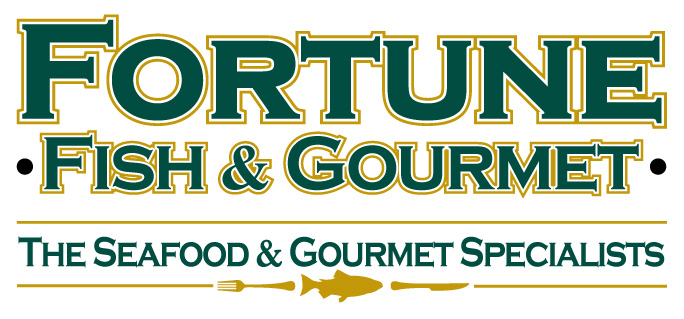 FORTUNE
• FISH & GOURMET •
THE SEAFOOD & GOURMET SPECIALISTS